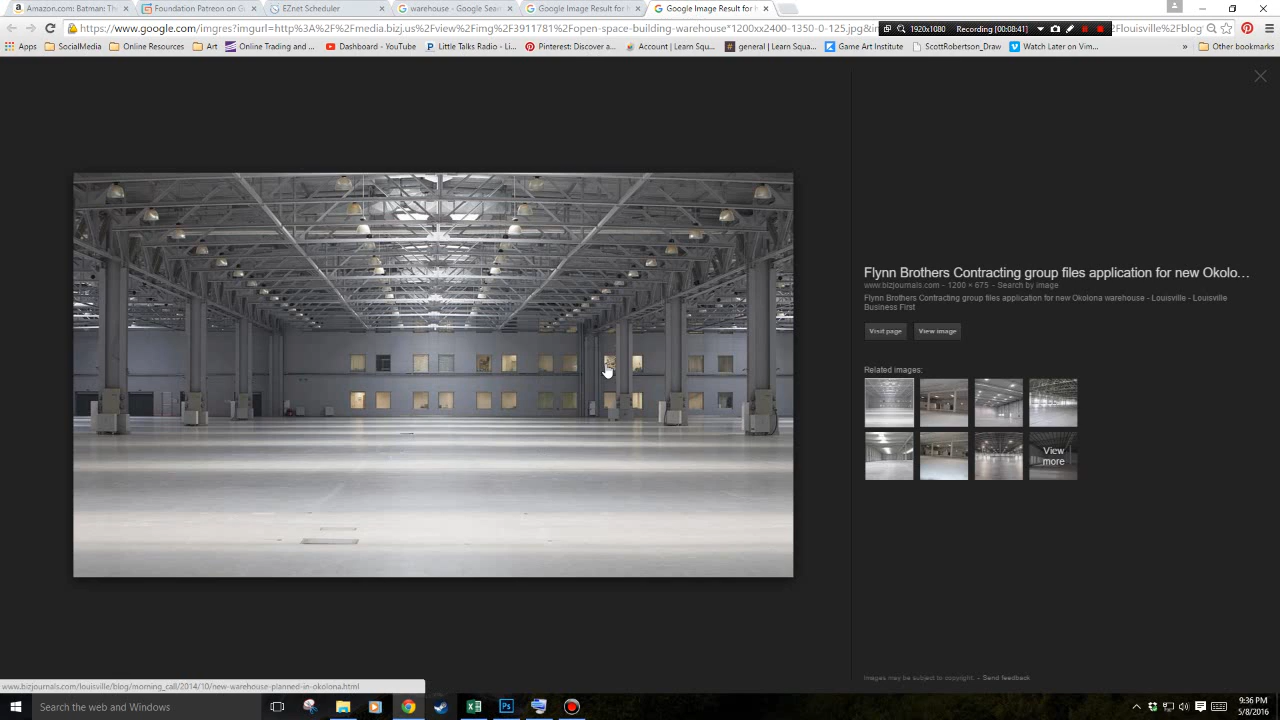 Amazon.com: Batman: The
Foundation Patreon on G
EZnet Scheduler
warehouse - Google Sear
Google Image Result for h
Google Image Result for h
https://www.google.com/imgres?imgurl=http%3A%2F%2Fmedia.bizj.us%2Fview%2Fimg%2F3911781%2Fopen-space-building-warehouse*1200xx2400-1350-0-125.jpg&im
1920x1080
Recording [00:08:41]
2Flouisville%2Fblog
Apps
SocialMedia
Online Resources
Art
Online Trading and
Dashboard - YouTube
Little Talks Radio - Li
Pinterest: Discover a...
Account | Learn Squ...
General | Learn Squa...
Game Art Institute
ScottRobertson_Draw
Watch Later on Vim...
»
Other bookmarks
Flynn Brothers Contracting group files application for new Okolo...
www.bizjournals.com - 1200 × 675 - Search by image
Flynn Brothers Contracting group files application for new Okolona warehouse - Louisville - Louisville
Business First
Visit page
View image
Related images:
View
more
Images may be subject to copyright. - Send feedback
www.bizjournals.com/louisville/blog/morning_call/2014/10/new-warehouse-planned-in-okolona.html
Search the web and Windows
9:36 PM
5/8/2016